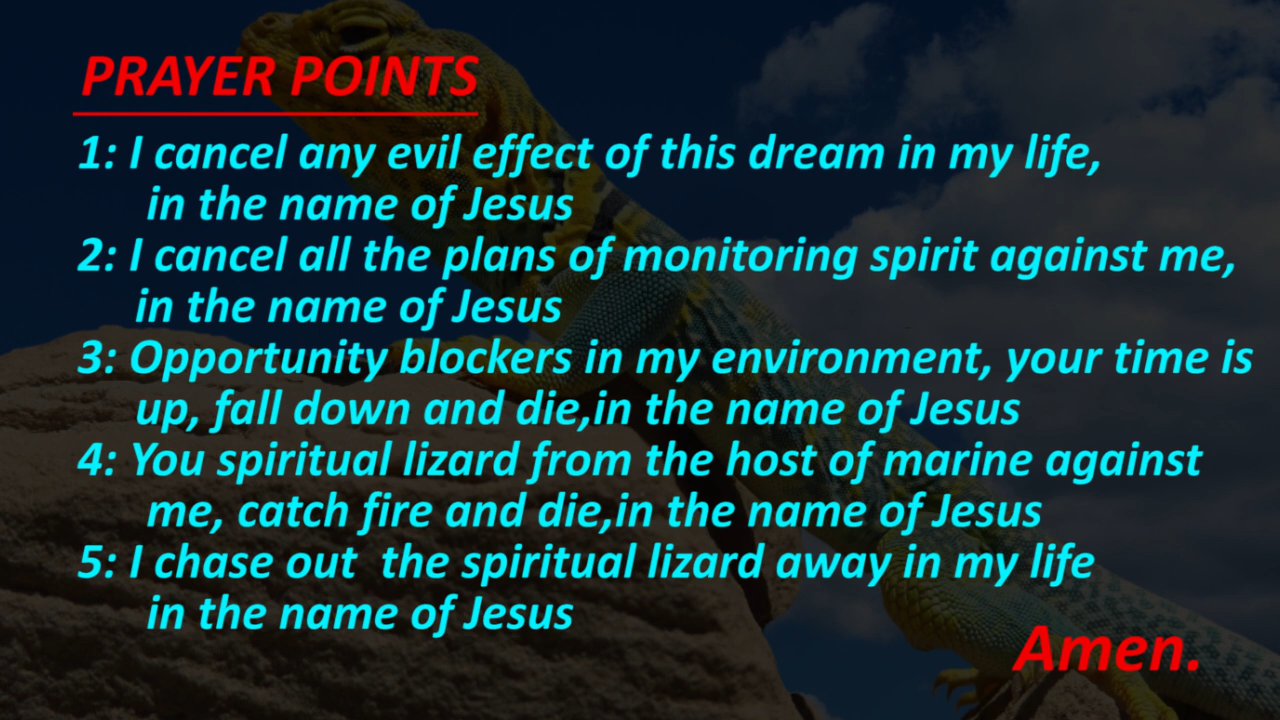 PRAYER POINTS
1: I cancel any evil effect of this dream in my life,
in the name of Jesus
2: I cancel all the plans of monitoring spirit against me,
in the name of Jesus
3: Opportunity blockers in my environment, your time is
up, fall down and die,in the name of Jesus
4: You spiritual lizard from the host of marine against
me, catch fire and die,in the name of Jesus
5: I chase out  the spiritual lizard away in my life
in the name of Jesus
Amen.